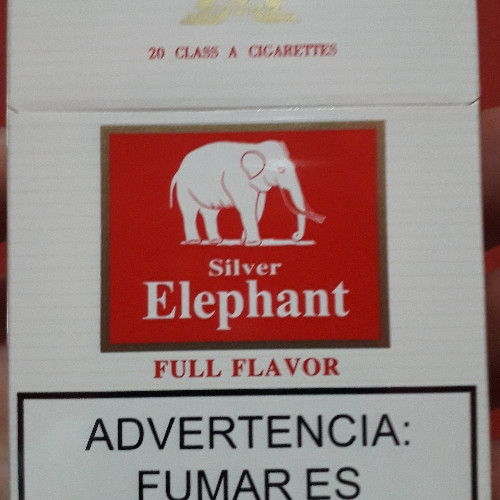 20 CLASS A CIGARETTES
Silver
Elephant
FULL FLAVOR
ADVERTENCIA:
FUMAR ES